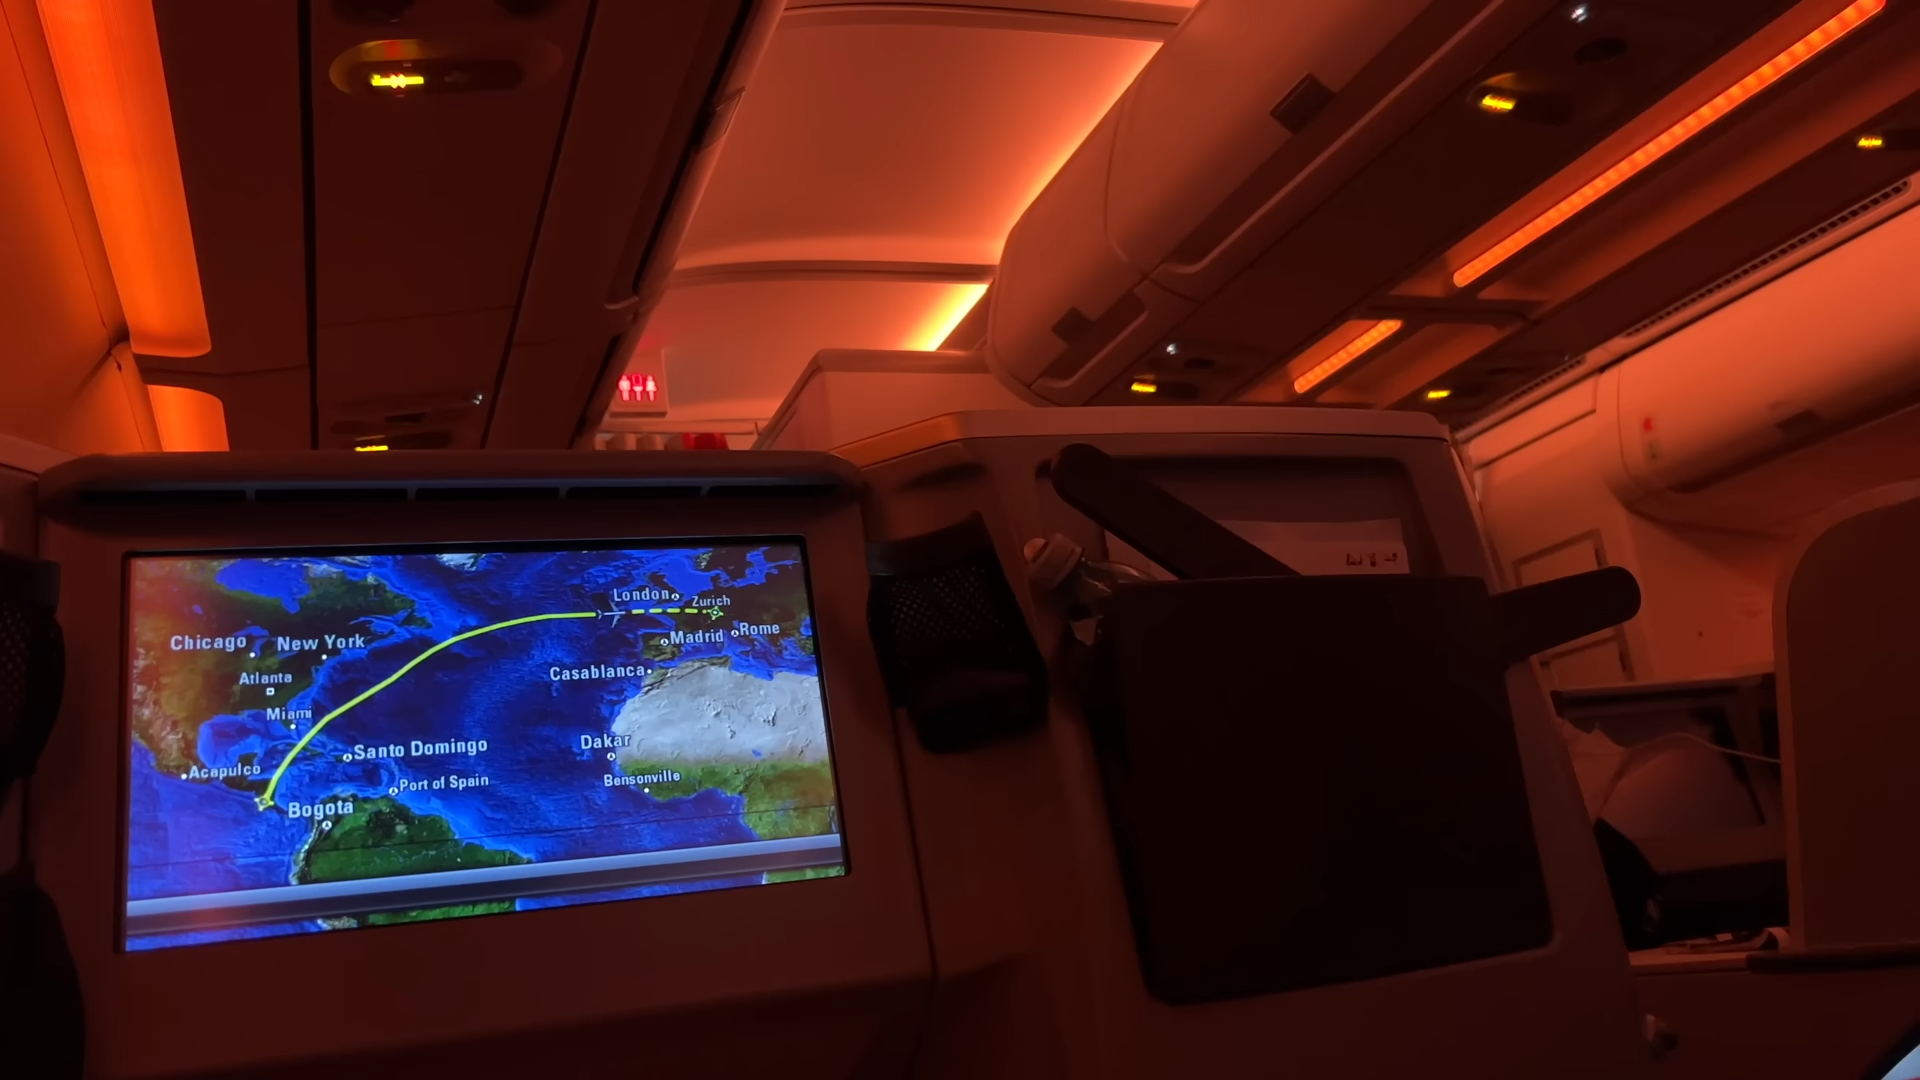 London
Zurich
Chicago
New York
Madrid
Rome
Casablanca
Atlanta
Miami
Santo Domingo
Dakar
Acapulco
Port of Spain
Bensonville
Bogota